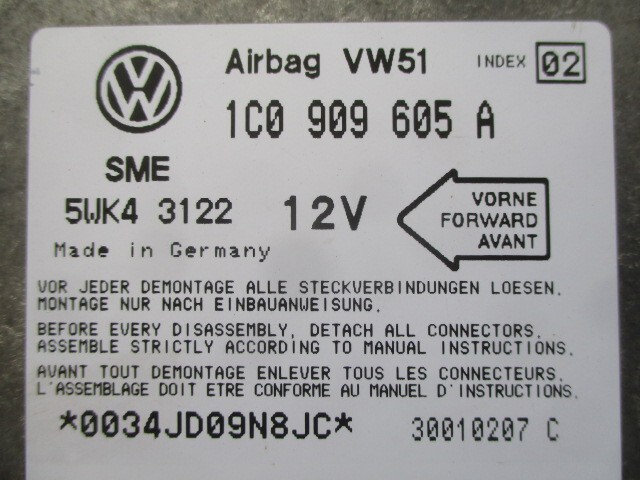 Airbag VW51 INDEX 02
1C0 909 605 A
SME
5WK4 3122 12V
VORNE
FORWARD
AVANT
Made in Germany
VOR JEDER DEMONTAGE ALLE STECKVERBINDUNGEN LOESEN.
MONTAGE NUR NACH EINBAUANWEISUNG.
BEFORE EVERY DISASSEMBLY, DETACH ALL CONNECTORS.
ASSEMBLE STRICTLY ACCORDING TO MANUAL INSTRUCTIONS.
AVANT TOUT DEMONTAGE ENLEVER TOUS LES CONNECTEURS.
L'ASSEMBLAGE DOIT ETRE CONFORME AU MANUEL D'INSTRUCTIONS.
*0034JD09N8JC* 30010207 C